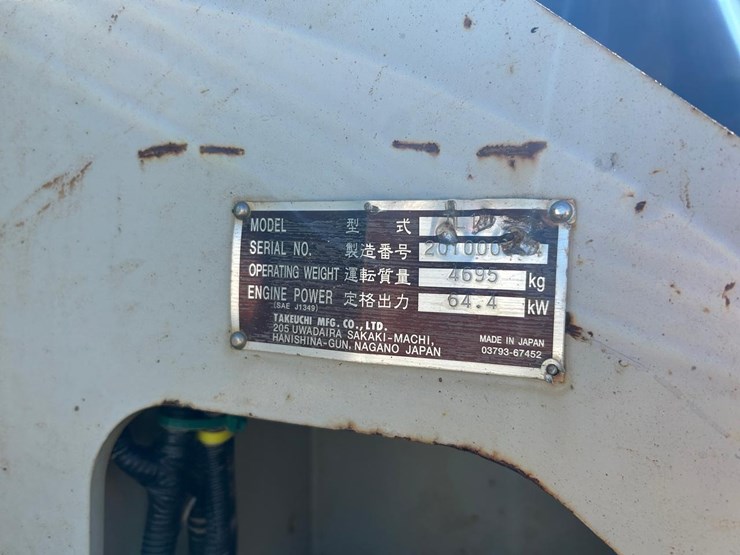 MODEL 型式
SERIAL NO. 製造番号
OPERATING WEIGHT 運転質量 4695 kg
ENGINE POWER 定格出力 64.4 kW
(SAE J1349)
TAKEUCHI MFG. CO., LTD.
205 UWADAIRA SAKAKI-MACHI,
HANISHINA-GUN, NAGANO JAPAN
MADE IN JAPAN
03793-67452